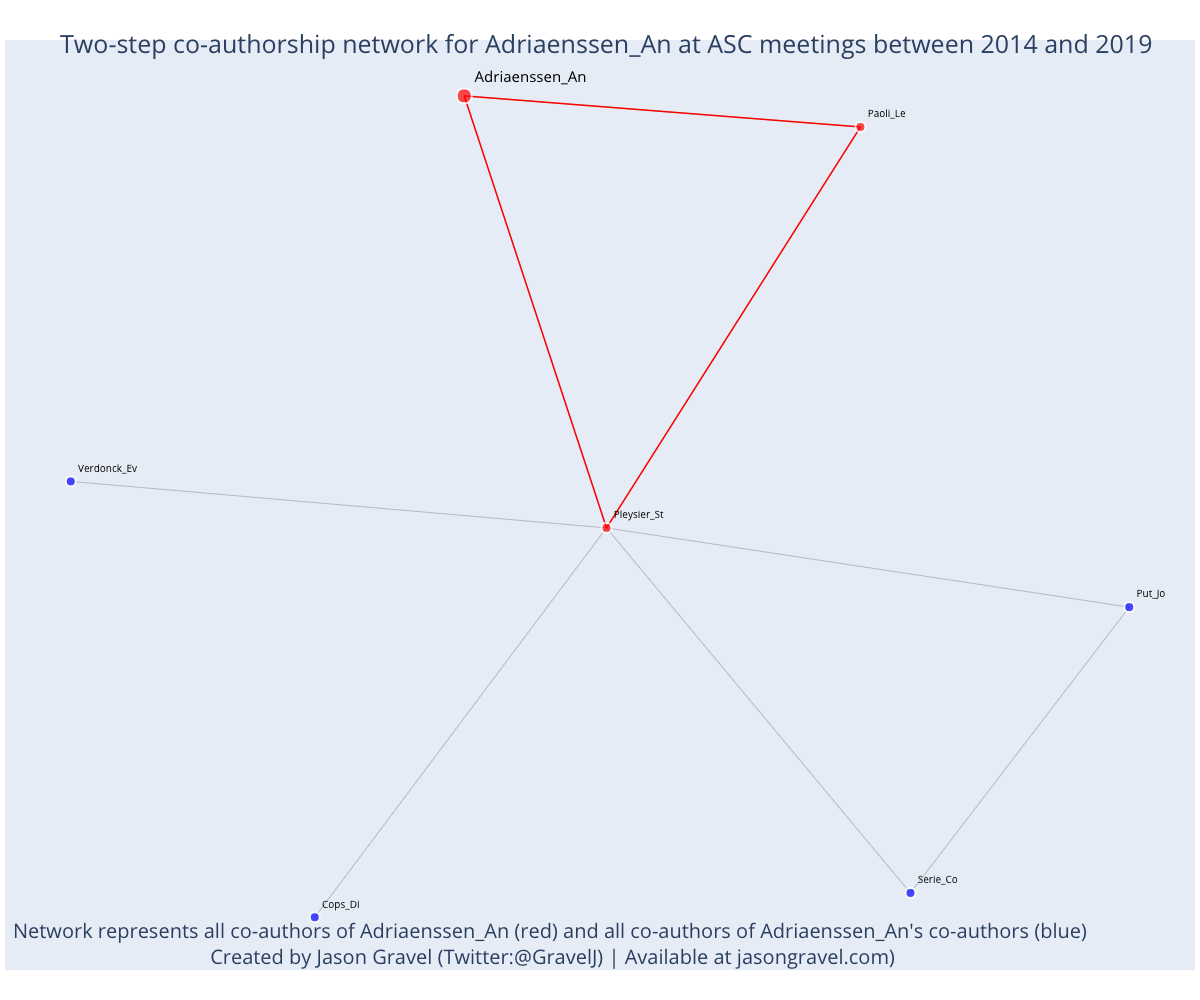 Two-step co-authorship network for Adriaenssen_An at ASC meetings between 2014 and 2019
Adriaenssen_An
Paoli_Le
Verdonck_Ev
Pleysier_St
Put_Jo
Serie_Co
Cops_Di
Network represents all co-authors of Adriaenssen_An (red) and all co-authors of Adriaenssen_An's co-authors (blue)
Created by Jason Gravel (Twitter:@GravelJ) | Available at jasongravel.com)